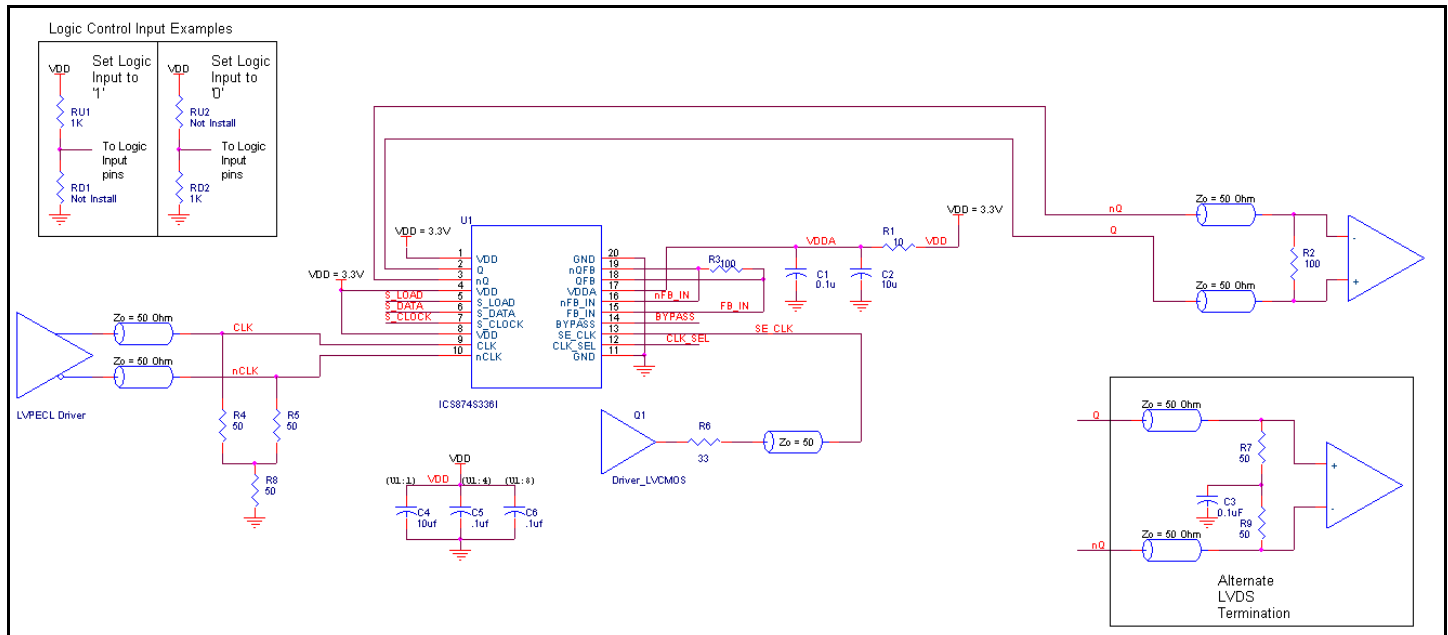 Logic Control Input Examples
Set Logic
Input to
'1'
VDD
RU1
1K
To Logic
Input
pins
RD1
Not Install
Set Logic
Input to
'0'
VDD
RU2
Not Install
To Logic
Input
pins
RD2
1K
VDD = 3.3V
VDD = 3.3V
U1
1 VDD
2 Q
3 nQ
4 VDD
S_LOAD 5 S_LOAD
S_DATA 6 S_DATA
S_CLOCK 7 S_CLOCK
8 VDD
9 CLK
10 nCLK
GND 20
nQFB 19
QFB 18
VDDA 17
nFB_IN 16 nFB_IN
FB_IN 15 FB_IN
BYPASS 14 BYPASS
SE_CLK 13 SE_CLK
CLK_SEL 12 CLK_SEL
GND 11
ICS874S336I
R3
100
VDDA
R1
10
VDD
VDD = 3.3V
C1
0.1u
C2
10u
nQ
Q
Zo = 50 Ohm
Zo = 50 Ohm
R2
100
-
+
Zo = 50 Ohm
CLK
Zo = 50 Ohm
nCLK
LVPECL Driver
R4
50
R5
50
R8
50
VDD
(U1:1) VDD (U1:4) (U1:8)
C4
10uf
C5
.1uf
C6
.1uf
Q1
R6
33
Zo = 50
Driver_LVCMOS
Q
Zo = 50 Ohm
R7
50
C3
0.1uF
R9
50
+
-
nQ
Zo = 50 Ohm
Alternate
LVDS
Termination